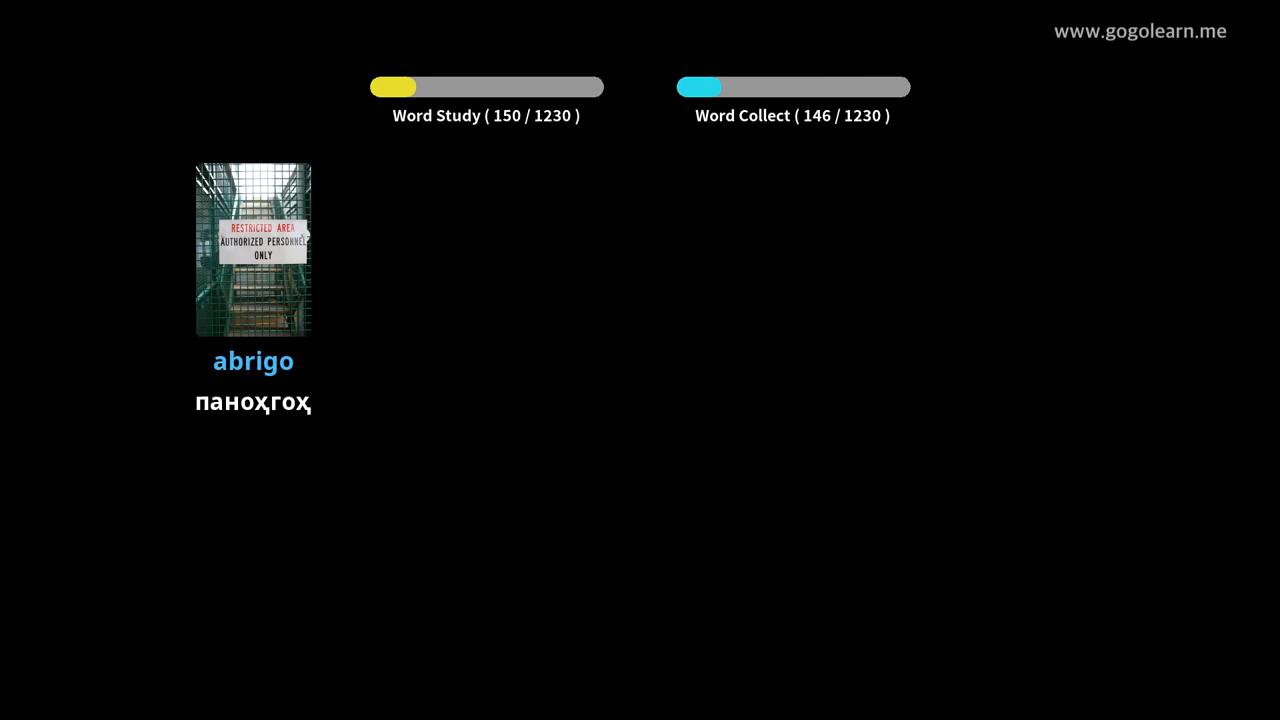 www.gogolearn.me
Word Study ( 150 / 1230 )
Word Collect ( 146 / 1230 )
RESTRICTED AREA
AUTHORIZED PERSONNEL
ONLY
abrigo
паноҳгоҳ